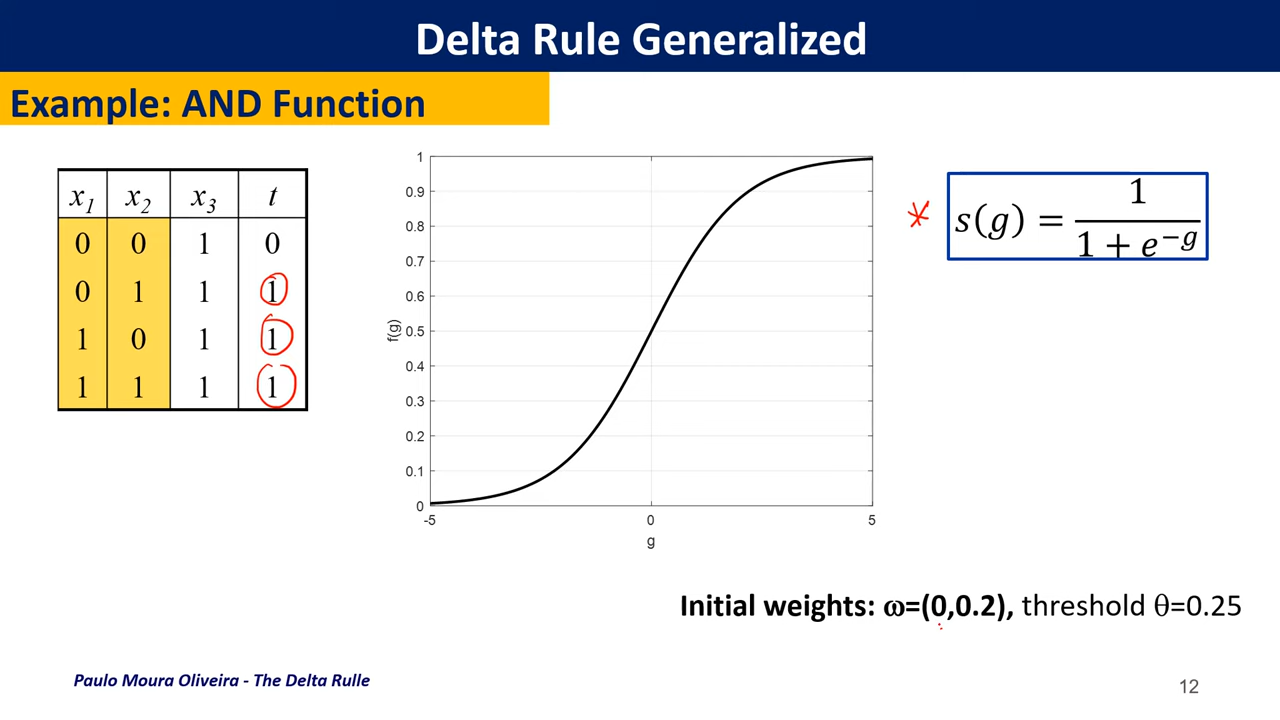 Delta Rule Generalized
Example: AND Function
x1 x2 x3 t
0 0 1 0
0 1 1 1
1 0 1 1
1 1 1 1
1
0.9
0.8
0.7
0.6
0.5
0.4
0.3
0.2
0.1
0
f(g)
-5 0 5
g
* s(g) = 1 / (1 + e^−g)
Initial weights: ω=(0,0.2), threshold θ=0.25
Paulo Moura Oliveira - The Delta Rulle
12